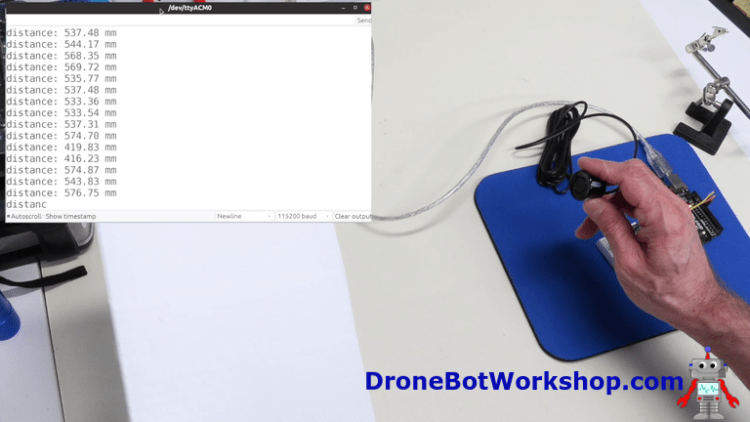 /dev/ttyACM0
Send
distance: 537.48 mm
distance: 544.17 mm
distance: 568.35 mm
distance: 569.72 mm
distance: 535.77 mm
distance: 537.48 mm
distance: 533.36 mm
distance: 533.54 mm
distance: 537.31 mm
distance: 574.70 mm
distance: 419.83 mm
distance: 416.23 mm
distance: 574.87 mm
distance: 543.83 mm
distance: 576.75 mm
distanc
Autoscroll Show timestamp Newline 115200 baud Clear output
DroneBotWorkshop.com